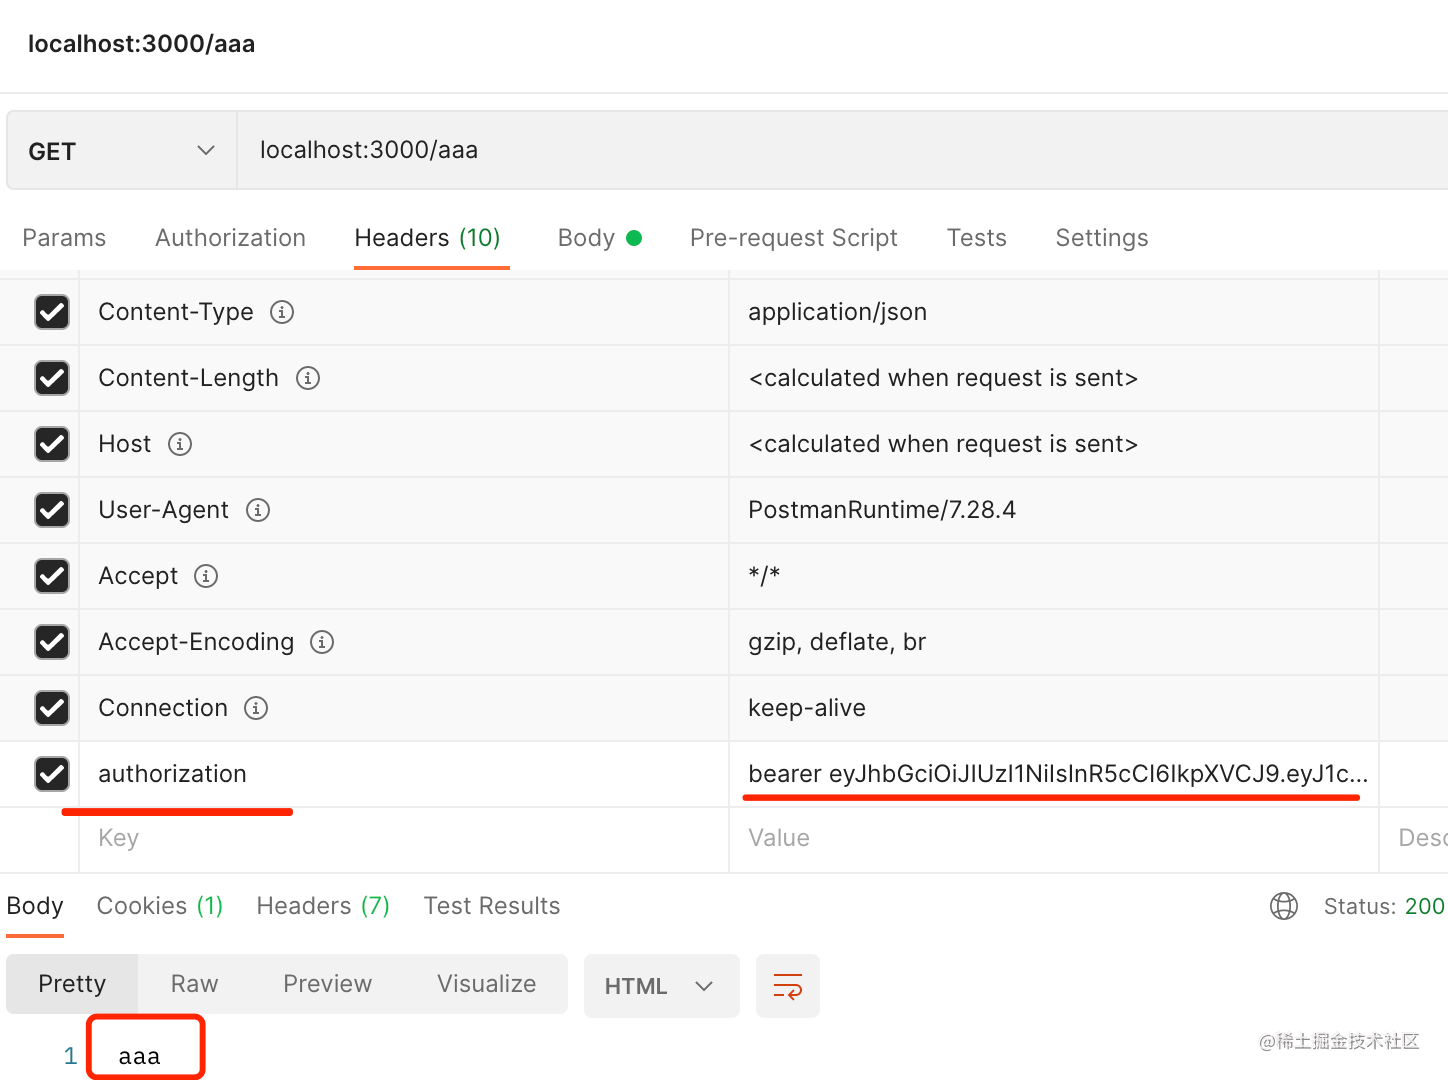 localhost:3000/aaa
GET localhost:3000/aaa
Params Authorization Headers (10) Body Pre-request Script Tests Settings
Content-Type application/json
Content-Length <calculated when request is sent>
Host <calculated when request is sent>
User-Agent PostmanRuntime/7.28.4
Accept */*
Accept-Encoding gzip, deflate, br
Connection keep-alive
authorization bearer eyJhbGciOiJIUzI1NiIsInR5cCI6IkpXVCJ9.eyJ1c...
Key Value Desc
Body Cookies (1) Headers (7) Test Results Status: 200
Pretty Raw Preview Visualize HTML
1 aaa
@稀土掘金技术社区